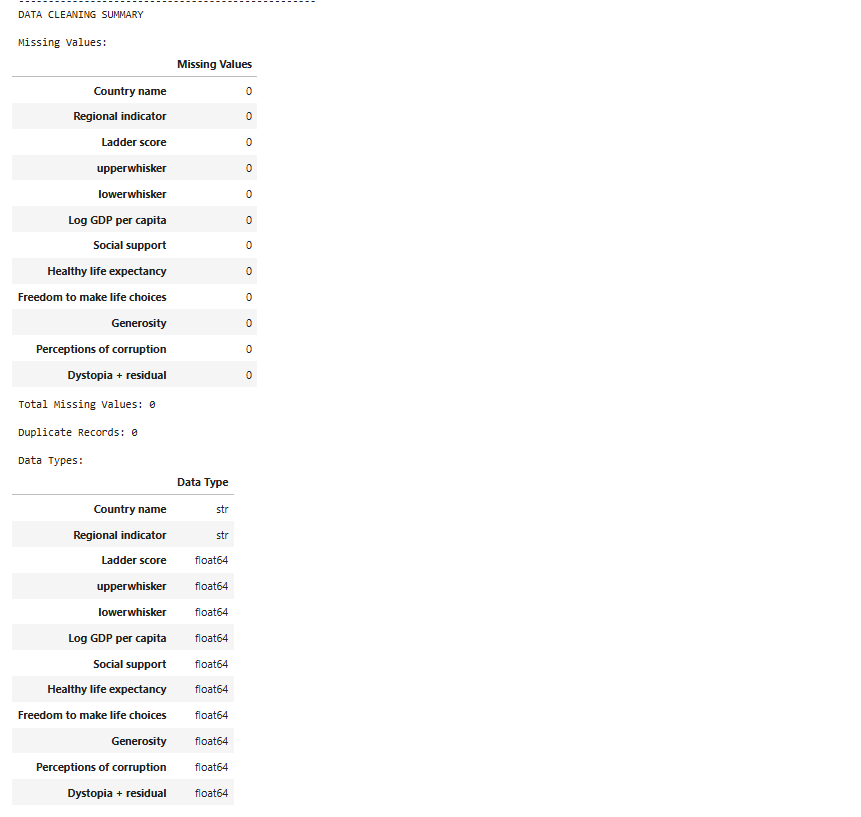 --------------------------------------------------
DATA CLEANING SUMMARY
Missing Values:
Missing Values
Country name 0
Regional indicator 0
Ladder score 0
upperwhisker 0
lowerwhisker 0
Log GDP per capita 0
Social support 0
Healthy life expectancy 0
Freedom to make life choices 0
Generosity 0
Perceptions of corruption 0
Dystopia + residual 0
Total Missing Values: 0
Duplicate Records: 0
Data Types:
Data Type
Country name str
Regional indicator str
Ladder score float64
upperwhisker float64
lowerwhisker float64
Log GDP per capita float64
Social support float64
Healthy life expectancy float64
Freedom to make life choices float64
Generosity float64
Perceptions of corruption float64
Dystopia + residual float64